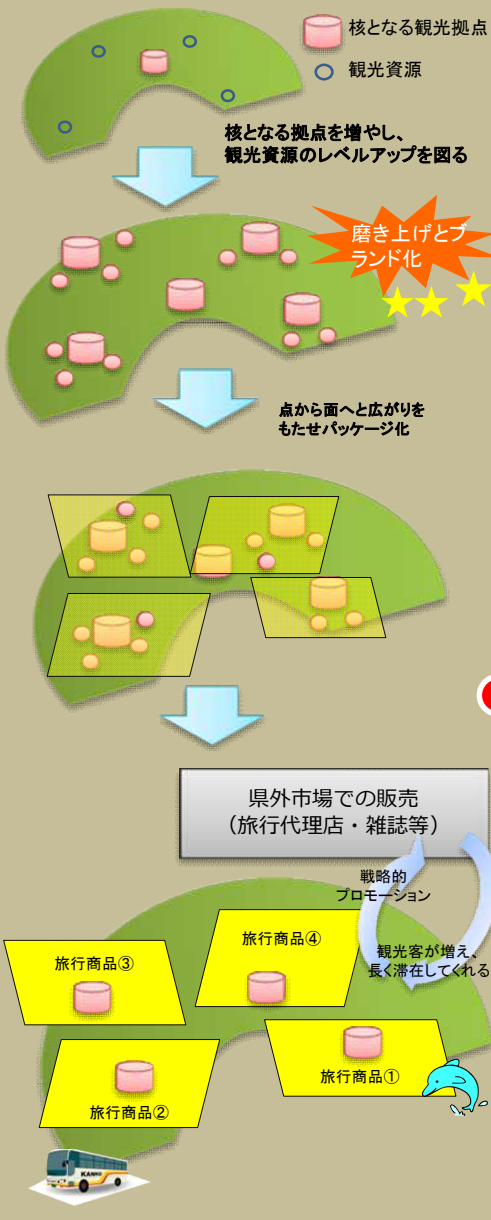 核となる観光拠点
観光資源
核となる拠点を増やし、
観光資源のレベルアップを図る
磨き上げとブ
ランド化
点から面へと広がりを
もたせパッケージ化
県外市場での販売
（旅行代理店・雑誌等）
戦略的
プロモーション
観光客が増え、
長く滞在してくれる
旅行商品④
旅行商品③
旅行商品①
旅行商品②
KANKO